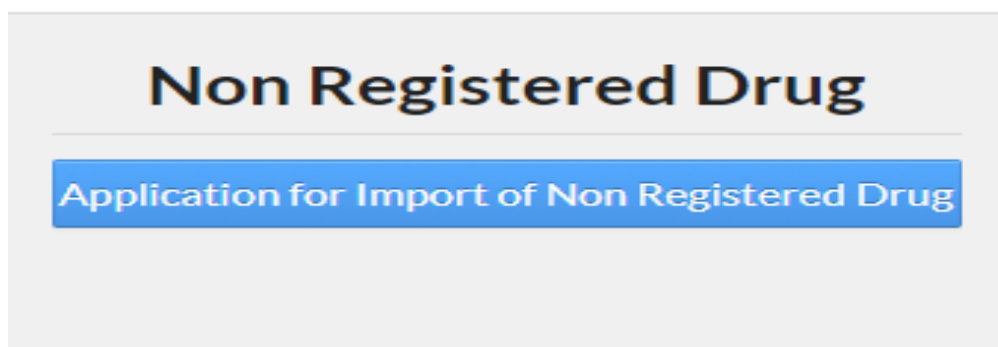 Non Registered Drug
Application for Import of Non Registered Drug